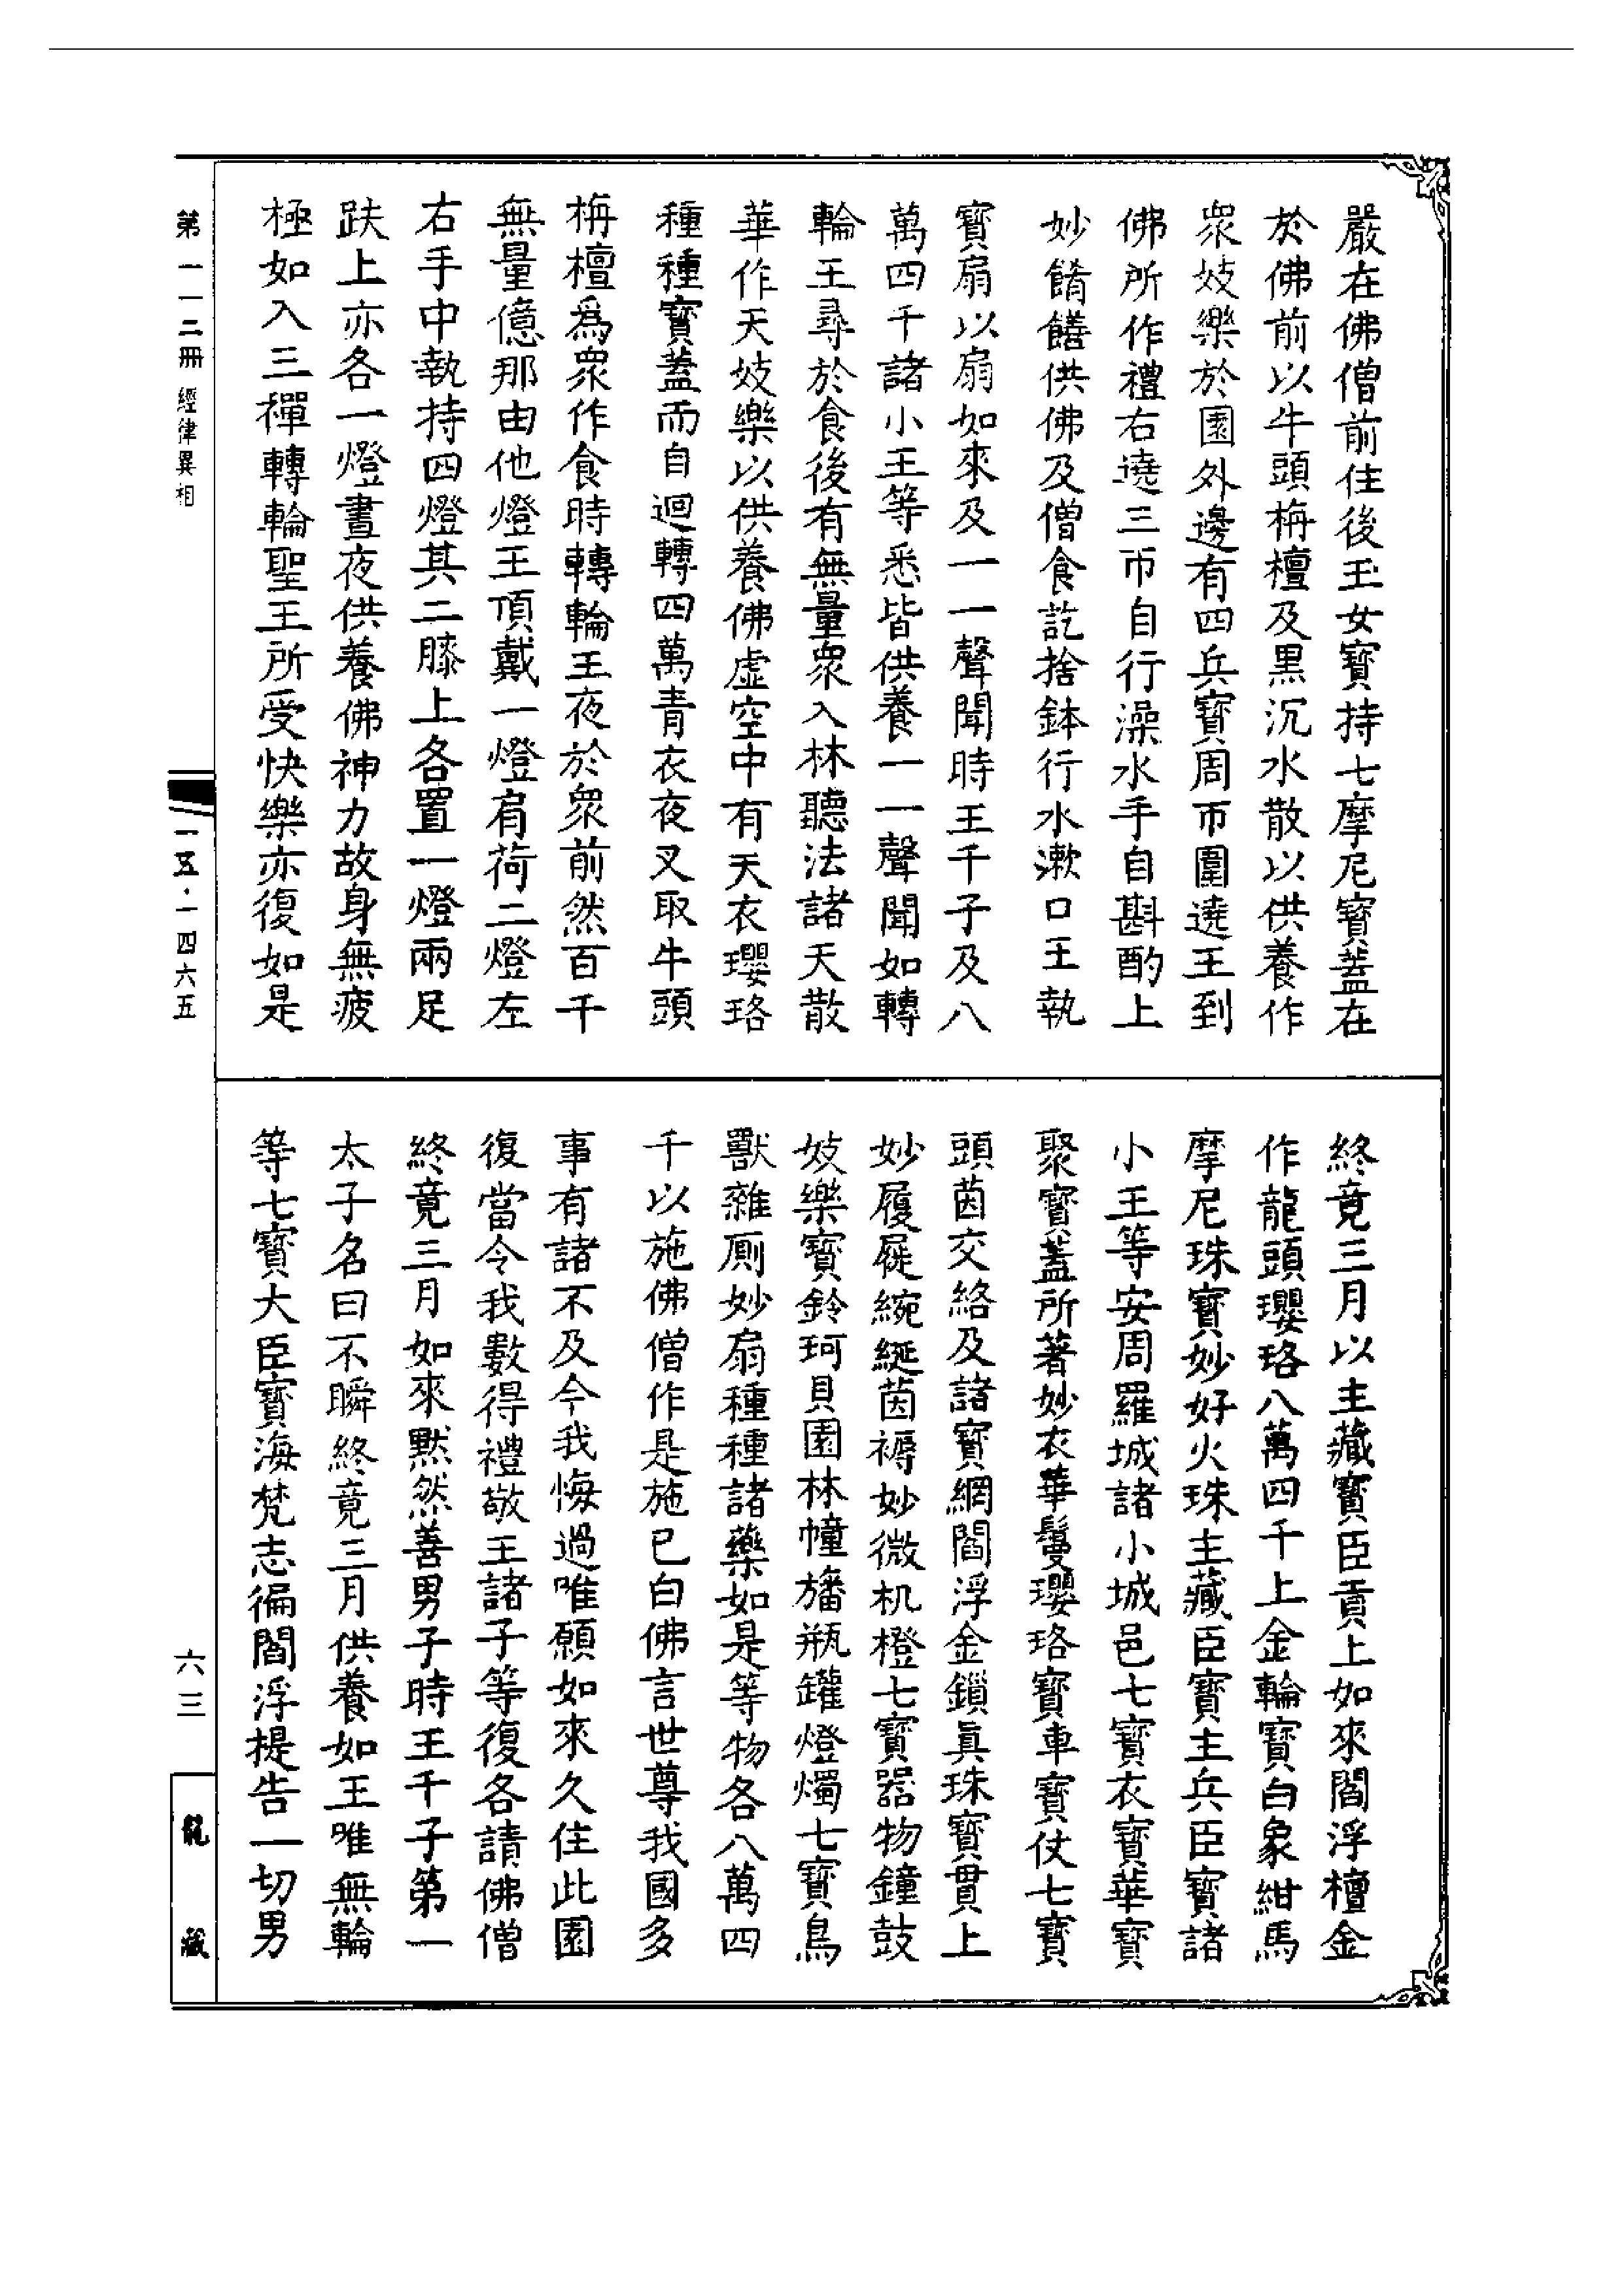 嚴在佛僧前住後玉女寶持七摩尼寶蓋在
於佛前以牛頭栴檀及黑沉水散以供養作
眾妓樂於園外邊有四兵寶周帀圍遶王到
佛所作禮右遶三帀自行澡水手自斟酌上
妙餚饍供佛及僧食訖捨鉢行水漱口王執
寶扇以扇如來及一一聲聞時王千子及八
萬四千諸小王等悉皆供養一一聲聞如轉
輪王尋於食後有無量眾入林聽法諸天散
華作天妓樂以供養佛虛空中有天衣瓔珞
種種寶蓋而自迴轉四萬青衣夜叉取牛頭
栴檀為眾作食時轉輪王夜於眾前然百千
無量億那由他燈王頂戴一燈肩荷二燈左
右手中執持四燈其二膝上各置一燈兩足
趺上亦各一燈晝夜供養佛神力故身無疲
極如入三禪轉輪聖王所受快樂亦復如是
終竟三月以主藏寶臣貢上如來閻浮檀金
作龍頭瓔珞八萬四千上金輪寶白象紺馬
摩尼珠寶妙好火珠主藏臣寶主兵臣寶諸
小王等安周羅城諸小城邑七寶衣寶華寶
聚寶蓋所著妙衣華鬘瓔珞寶車寶仗七寶
頭茵交絡及諸寶網閻浮金鎖真珠寶貫上
妙履屣綩綖茵褥妙微机橙七寶器物鐘鼓
妓樂寶鈴珂貝園林幢旛瓶罐燈燭七寶鳥
獸雜廁妙扇種種諸藥如是等物各八萬四
千以施佛僧作是施已白佛言世尊我國多
事有諸不及今我悔過唯願如來久住此園
復當令我數得禮敬王諸子等復各請佛僧
終竟三月如來默然善男子時王千子第一
太子名曰不瞬終竟三月供養如王唯無輪
等七寶大臣寶海梵志徧閻浮提告一切男
第一一三冊 經律異相
一五·一四六五
六三
龍藏